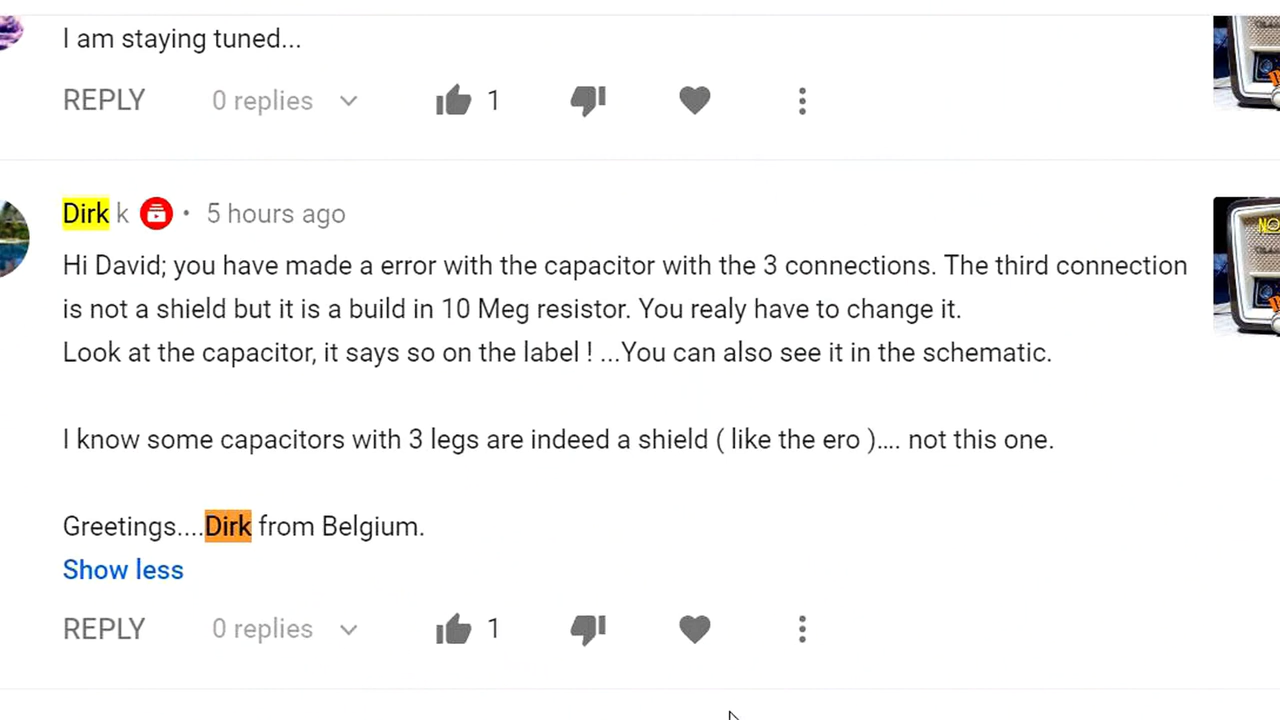 I am staying tuned...
REPLY 0 replies 1
Dirk k • 5 hours ago
NO
Hi David; you have made a error with the capacitor with the 3 connections. The third connection
is not a shield but it is a build in 10 Meg resistor. You realy have to change it.
Look at the capacitor, it says so on the label ! ...You can also see it in the schematic.
I know some capacitors with 3 legs are indeed a shield ( like the ero ).... not this one.
Greetings....Dirk from Belgium.
Show less
REPLY 0 replies 1